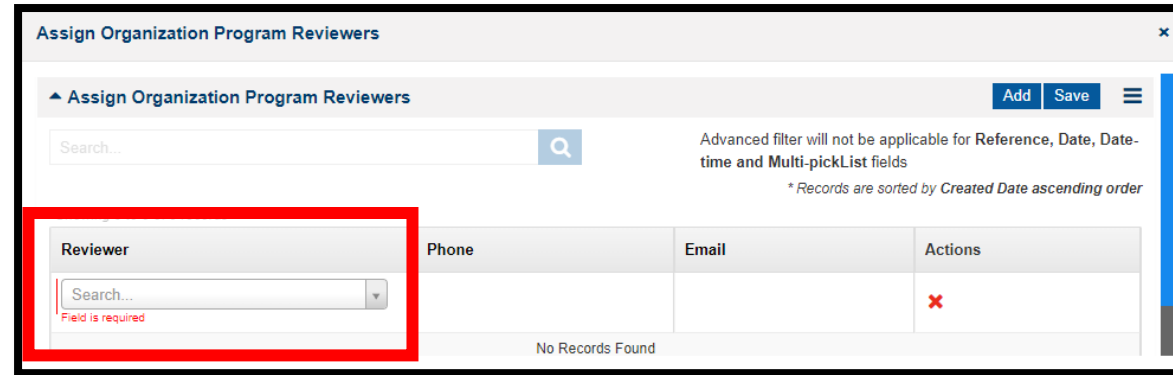 Assign Organization Program Reviewers
Assign Organization Program Reviewers
Add Save
Search...
Advanced filter will not be applicable for Reference, Date, Date-
time and Multi-pickList fields
* Records are sorted by Created Date ascending order
Reviewer Phone Email Actions
Search...
Field is required
No Records Found